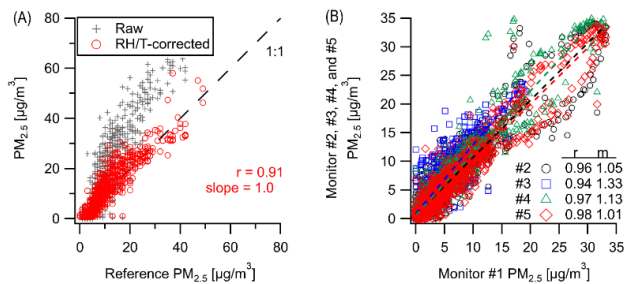 (A)
Raw
RH/T-corrected
1:1
r = 0.91
slope = 1.0
80
60
40
20
0
PM2.5 [µg/m³]
0 20 40 60 80
Reference PM2.5 [µg/m³]
(B)
Monitor #2, #3, #4, and #5
PM2.5 [µg/m³]
35
30
25
20
15
10
5
0
r m
#2 0.96 1.05
#3 0.94 1.33
#4 0.97 1.13
#5 0.98 1.01
0 5 10 15 20 25 30 35
Monitor #1 PM2.5 [µg/m³]